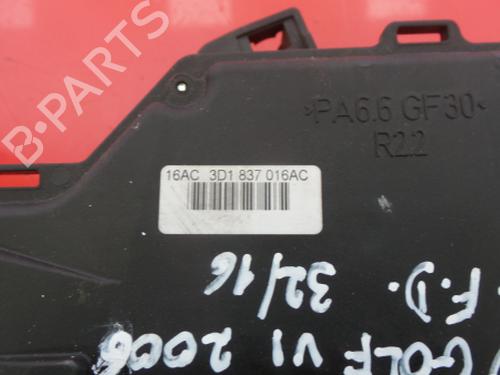 >PA6.6 GF30<
R2.2
16AC 3D1 837 016AC
F.D. 32/16
GOLF VI 2006
B-PARTS